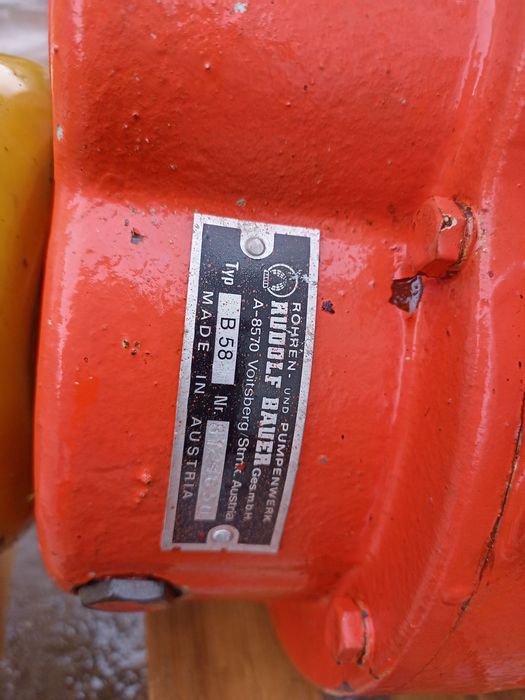 RÖHREN- UND PUMPENWERK
RUDOLF BAUER Ges.m.b.H.
A-8570 Voitsberg/Stmk. Austria
Typ B 58 Nr.
MADE IN AUSTRIA